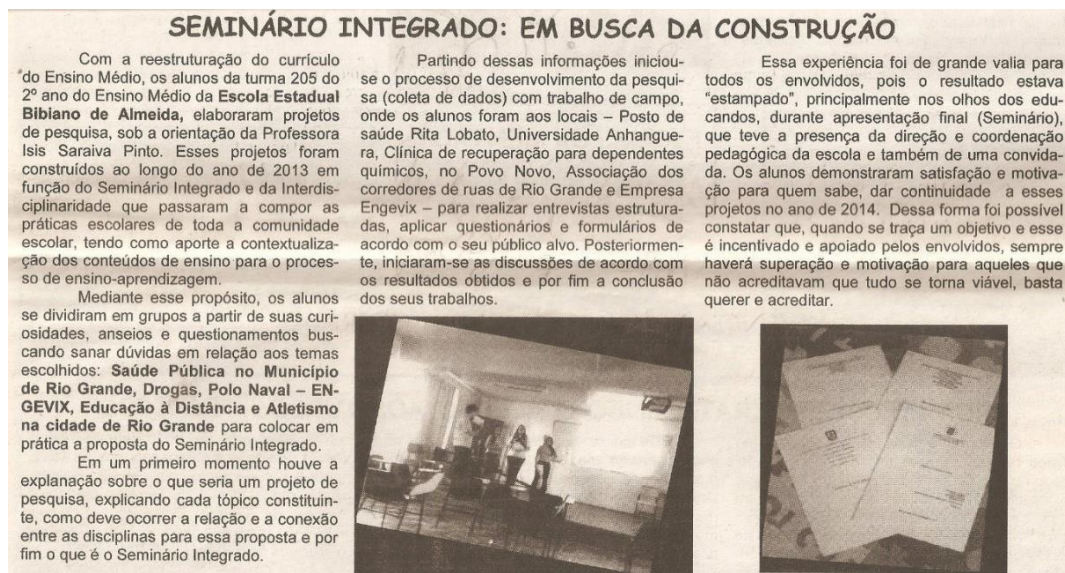 SEMINÁRIO INTEGRADO: EM BUSCA DA CONSTRUÇÃO
Com a reestruturação do currículo
do Ensino Médio, os alunos da turma 205 do
2º ano do Ensino Médio da Escola Estadual
Bibiano de Almeida, elaboraram projetos
de pesquisa, sob a orientação da Professora
Isis Saraiva Pinto. Esses projetos foram
construídos ao longo do ano de 2013 em
função do Seminário Integrado e da Interdis-
ciplinaridade que passaram a compor as
práticas escolares de toda a comunidade
escolar, tendo como aporte a contextualiza-
ção dos conteúdos de ensino para o proces-
so de ensino-aprendizagem.
Mediante esse propósito, os alunos
se dividiram em grupos a partir de suas curi-
osidades, anseios e questionamentos bus-
cando sanar dúvidas em relação aos temas
escolhidos: Saúde Pública no Município
de Rio Grande, Drogas, Polo Naval – EN-
GEVIX, Educação à Distância e Atletismo
na cidade de Rio Grande para colocar em
prática a proposta do Seminário Integrado.
Em um primeiro momento houve a
explanação sobre o que seria um projeto de
pesquisa, explicando cada tópico constituin-
te, como deve ocorrer a relação e a conexão
entre as disciplinas para essa proposta e por
fim o que é o Seminário Integrado.
Partindo dessas informações iniciou-
se o processo de desenvolvimento da pesqui-
sa (coleta de dados) com trabalho de campo,
onde os alunos foram aos locais – Posto de
saúde Rita Lobato, Universidade Anhangue-
ra, Clínica de recuperação para dependentes
químicos, no Povo Novo, Associação dos
corredores de ruas de Rio Grande e Empresa
Engevix – para realizar entrevistas estrutura-
das, aplicar questionários e formulários de
acordo com o seu público alvo. Posteriormen-
te, iniciaram-se as discussões de acordo com
os resultados obtidos e por fim a conclusão
dos seus trabalhos.
Essa experiência foi de grande valia para
todos os envolvidos, pois o resultado estava
“estampado”, principalmente nos olhos dos edu-
candos, durante apresentação final (Seminário),
que teve a presença da direção e coordenação
pedagógica da escola e também de uma convida-
da. Os alunos demonstraram satisfação e motiva-
ção para quem sabe, dar continuidade a esses
projetos no ano de 2014. Dessa forma foi possível
constatar que, quando se traça um objetivo e esse
é incentivado e apoiado pelos envolvidos, sempre
haverá superação e motivação para aqueles que
não acreditavam que tudo se torna viável, basta
querer e acreditar.